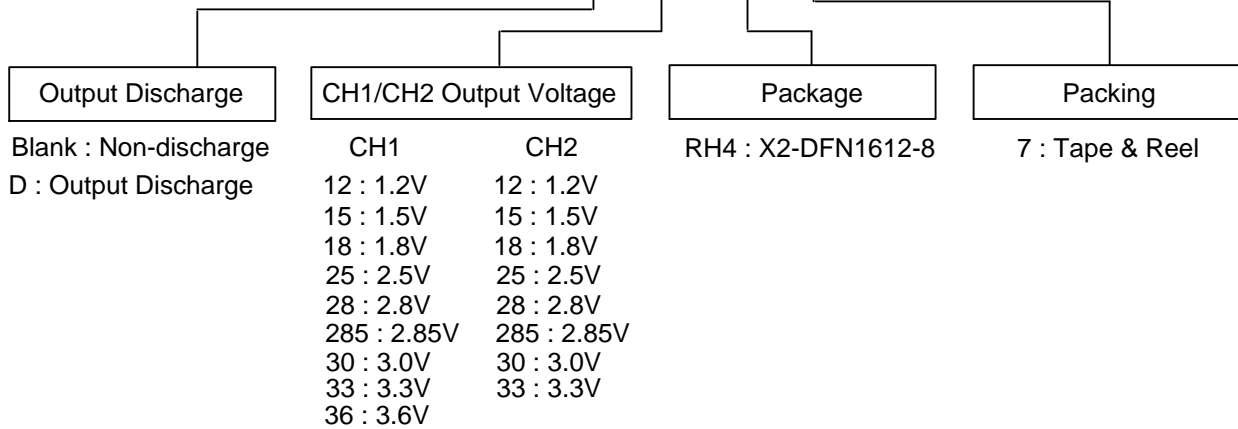 Output Discharge
CH1/CH2 Output Voltage
Package
Packing
Blank : Non-discharge
D : Output Discharge
CH1
CH2
12 : 1.2V
12 : 1.2V
15 : 1.5V
15 : 1.5V
18 : 1.8V
18 : 1.8V
25 : 2.5V
25 : 2.5V
28 : 2.8V
28 : 2.8V
285 : 2.85V
285 : 2.85V
30 : 3.0V
30 : 3.0V
33 : 3.3V
33 : 3.3V
36 : 3.6V
RH4 : X2-DFN1612-8
7 : Tape & Reel